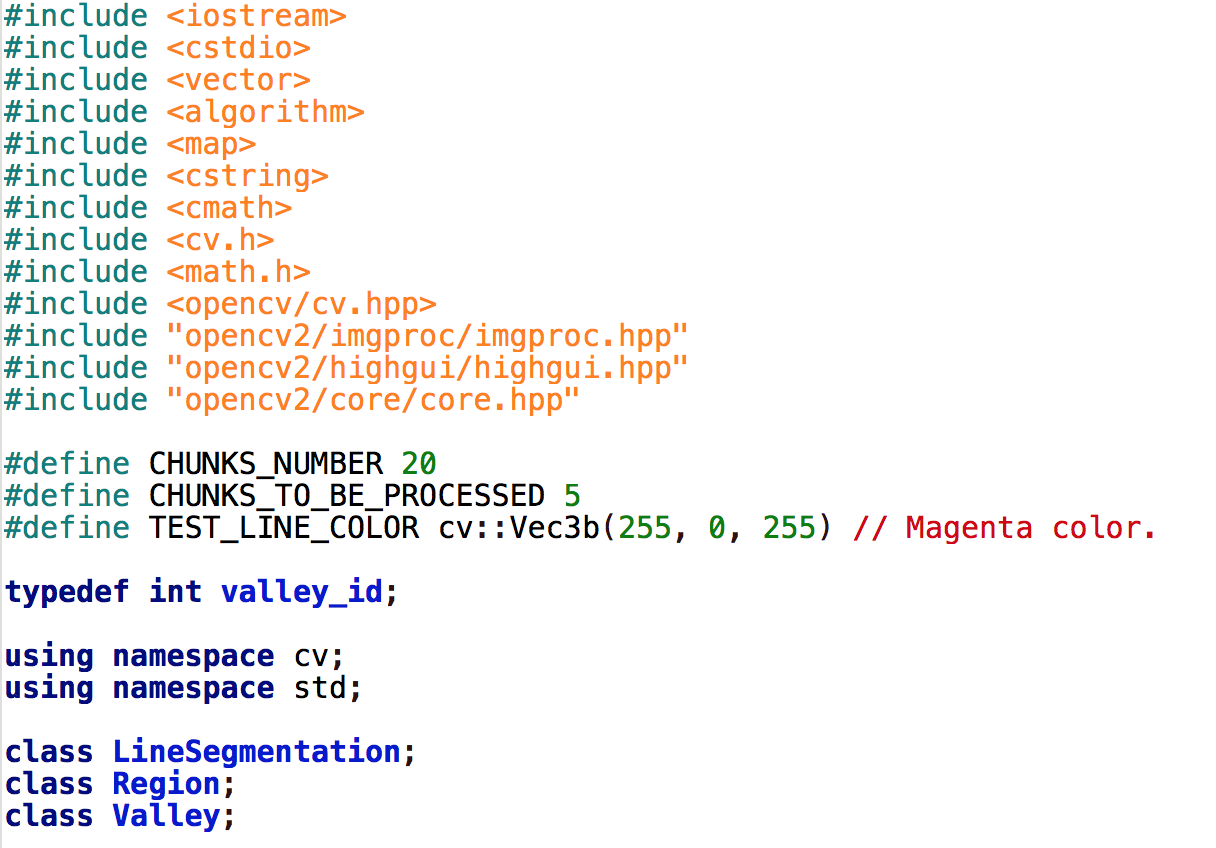 #include <iostream>
#include <cstdio>
#include <vector>
#include <algorithm>
#include <map>
#include <cstring>
#include <cmath>
#include <cv.h>
#include <math.h>
#include <opencv/cv.hpp>
#include "opencv2/imgproc/imgproc.hpp"
#include "opencv2/highgui/highgui.hpp"
#include "opencv2/core/core.hpp"
#define CHUNKS_NUMBER 20
#define CHUNKS_TO_BE_PROCESSED 5
#define TEST_LINE_COLOR cv::Vec3b(255, 0, 255) // Magenta color.
typedef int valley_id;
using namespace cv;
using namespace std;
class LineSegmentation;
class Region;
class Valley;